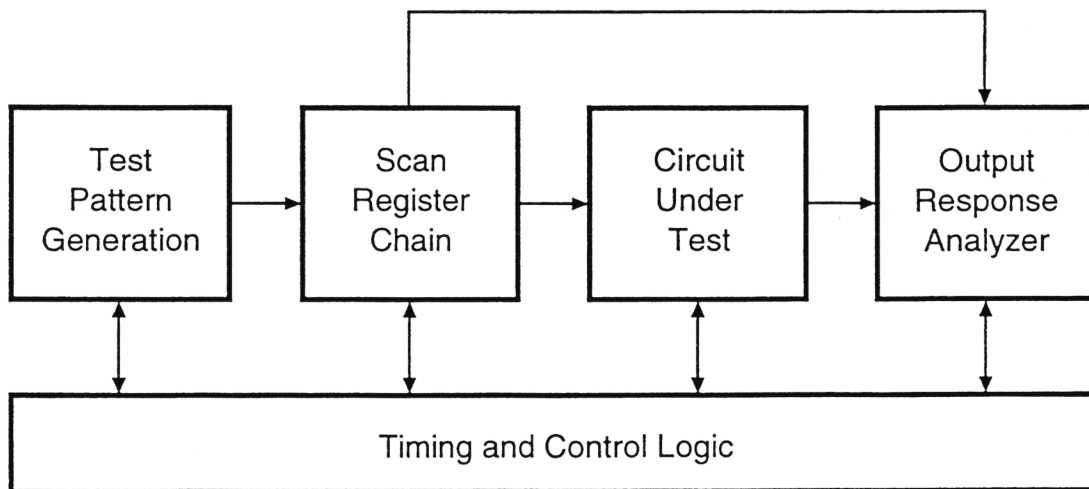 Test
Pattern
Generation
Scan
Register
Chain
Circuit
Under
Test
Output
Response
Analyzer
Timing and Control Logic